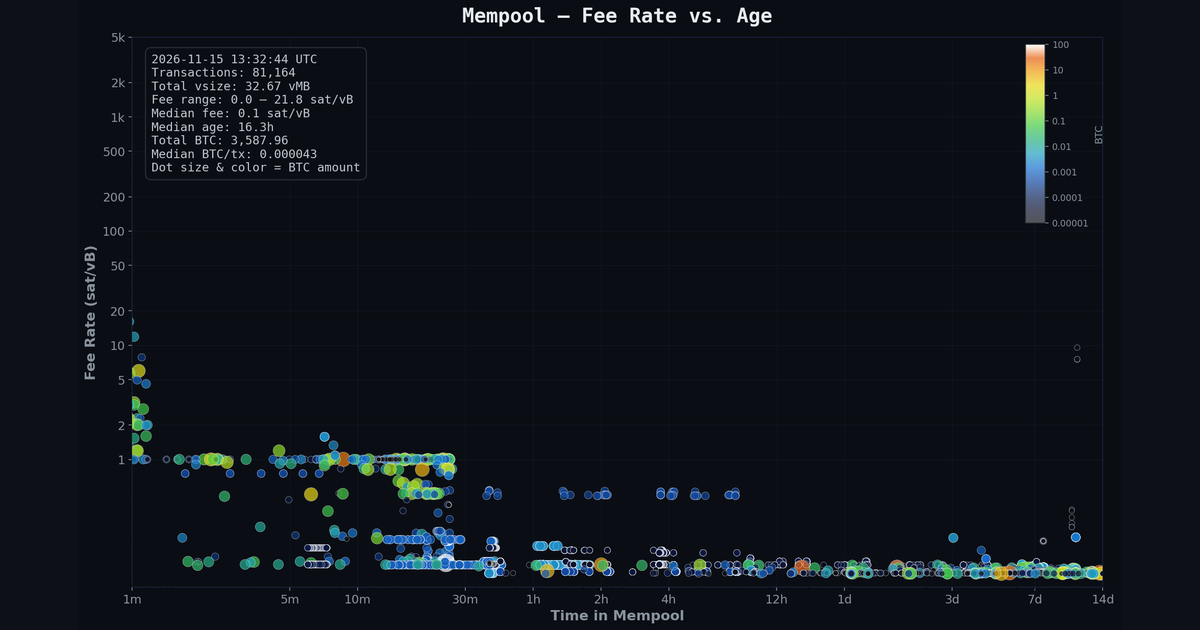 Mempool — Fee Rate vs. Age
2026-11-15 13:32:44 UTC
Transactions: 81,164
Total vsize: 32.67 vMB
Fee range: 0.0 — 21.8 sat/vB
Median fee: 0.1 sat/vB
Median age: 16.3h
Total BTC: 3,587.96
Median BTC/tx: 0.000043
Dot size & color = BTC amount
100
10
1
0.1
0.01
0.001
0.0001
0.00001
BTC
Fee Rate (sat/vB)
5k
2k
1k
500
200
100
50
20
10
5
2
1
1m 5m 10m 30m 1h 2h 4h 12h 1d 3d 7d 14d
Time in Mempool